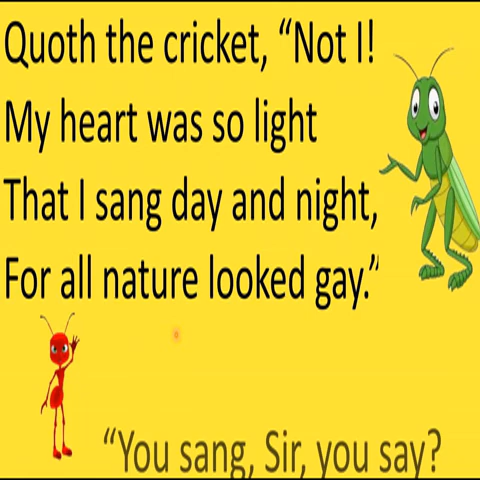 Quoth the cricket, “Not I!
My heart was so light
That I sang day and night,
For all nature looked gay.”
“You sang, Sir, you say?